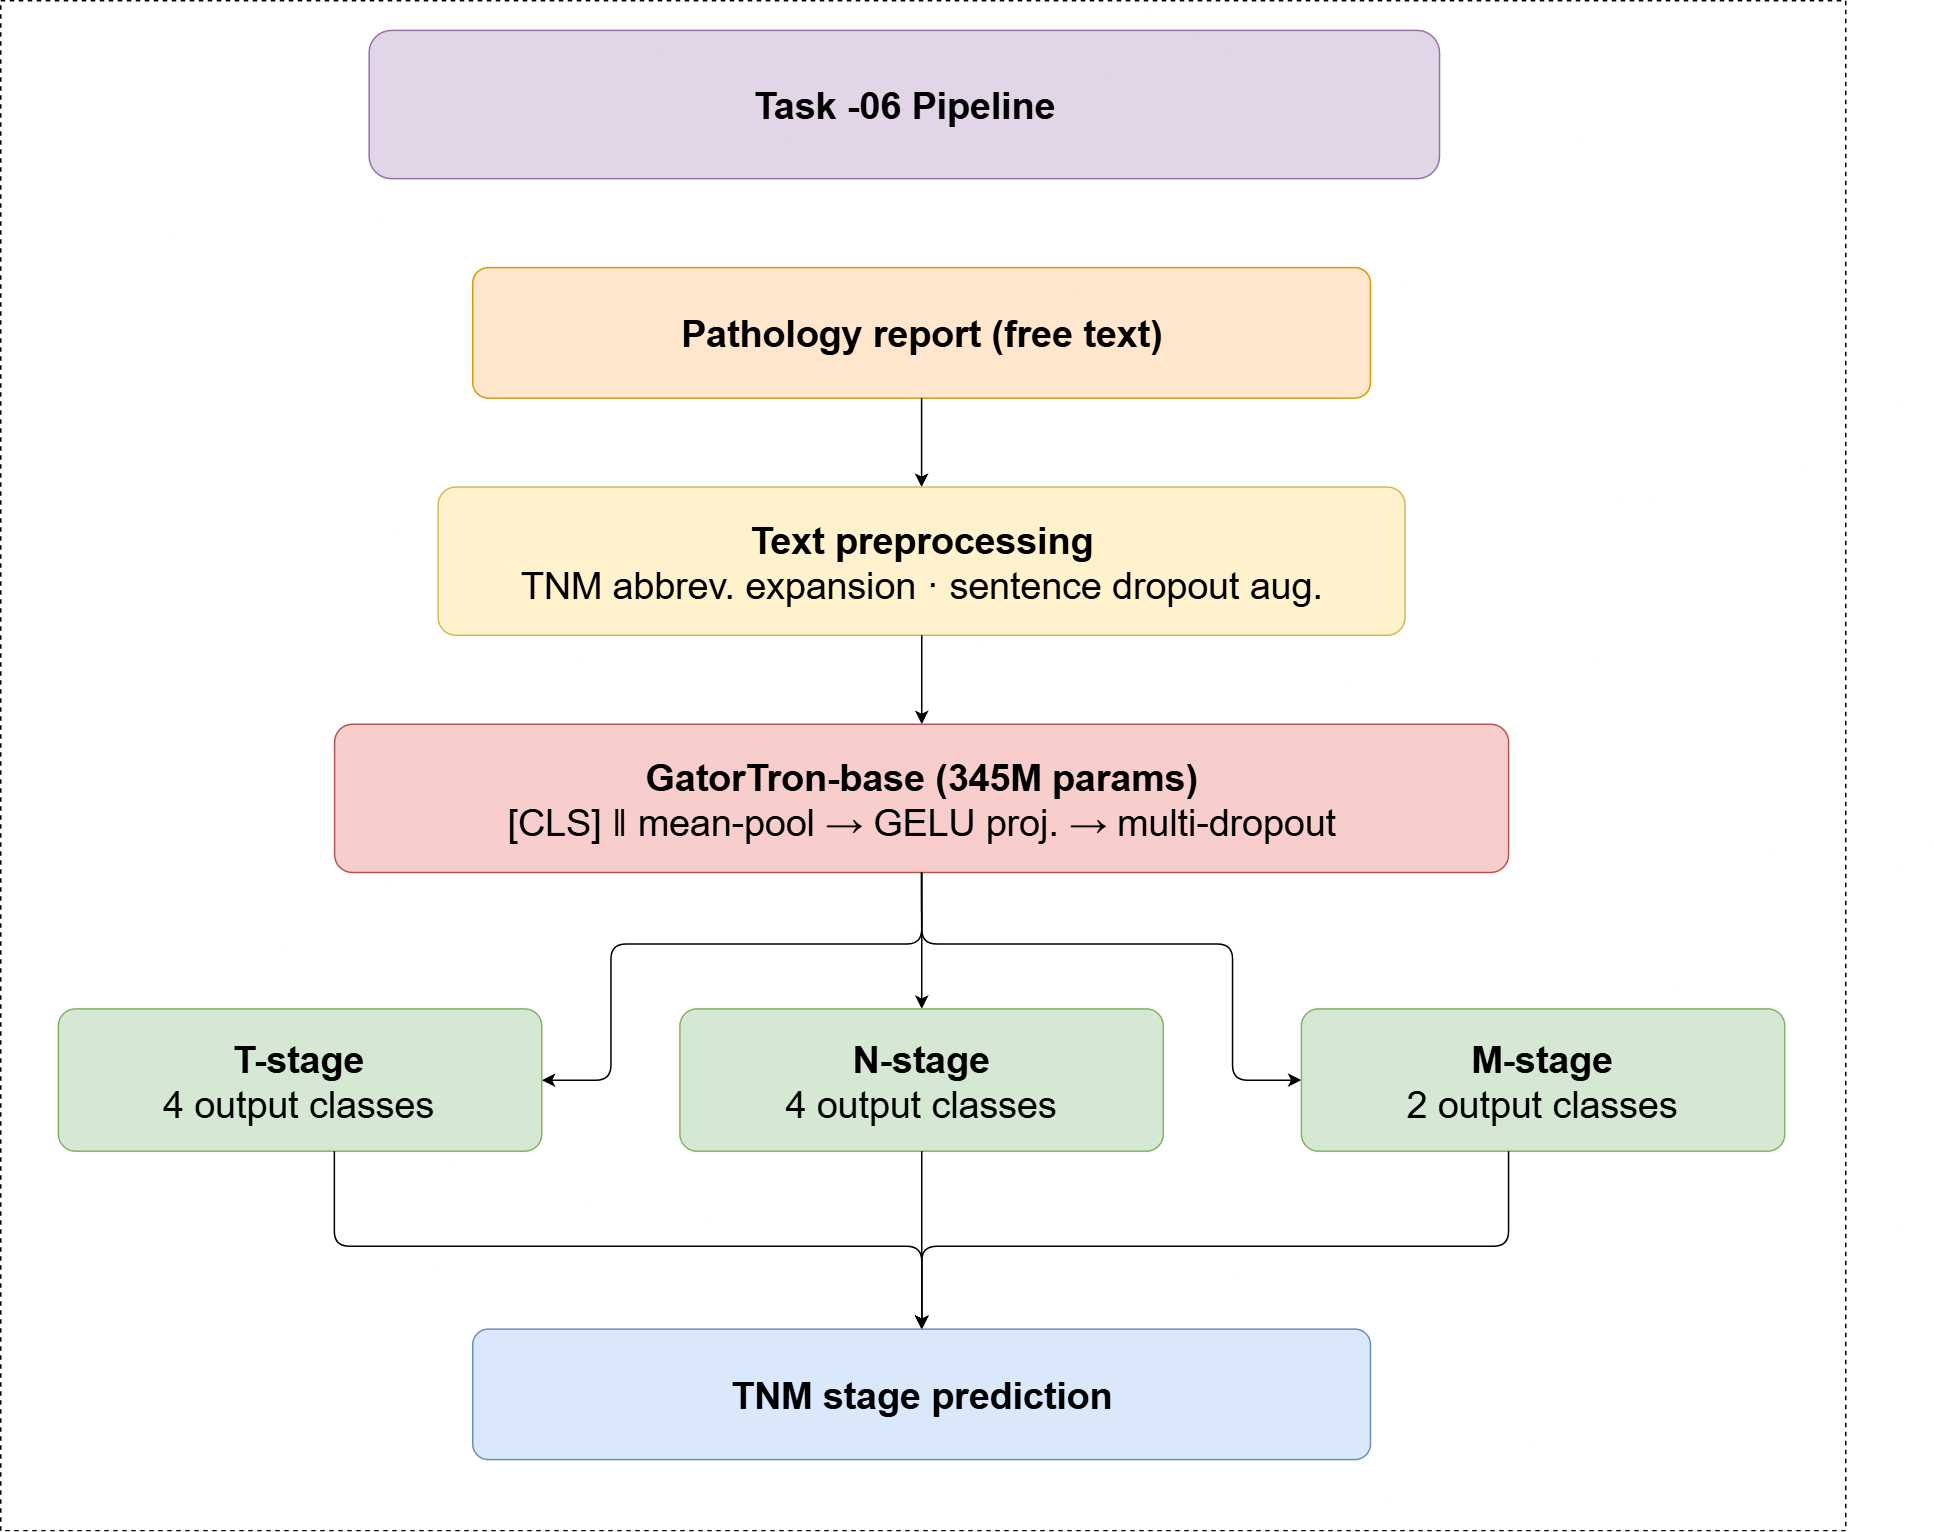 Task -06 Pipeline
Pathology report (free text)
Text preprocessing
TNM abbrev. expansion · sentence dropout aug.
GatorTron-base (345M params)
[CLS] ‖ mean-pool → GELU proj. → multi-dropout
T-stage
4 output classes
N-stage
4 output classes
M-stage
2 output classes
TNM stage prediction